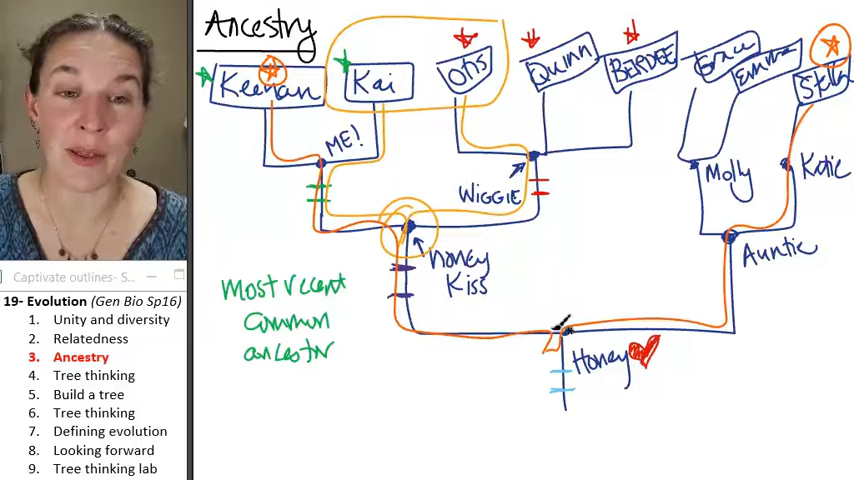 Ancestry
Keenan
Kai
Otis
Quinn
BERDEE
Grace
Emma
Stella
ME!
WIGGIE
Molly
Katie
Honey
Kiss
Auntie
Honey
most recent
common
ancestor
Captivate outlines- S...
19- Evolution (Gen Bio Sp16)
1. Unity and diversity
2. Relatedness
3. Ancestry
4. Tree thinking
5. Build a tree
6. Tree thinking
7. Defining evolution
8. Looking forward
9. Tree thinking lab